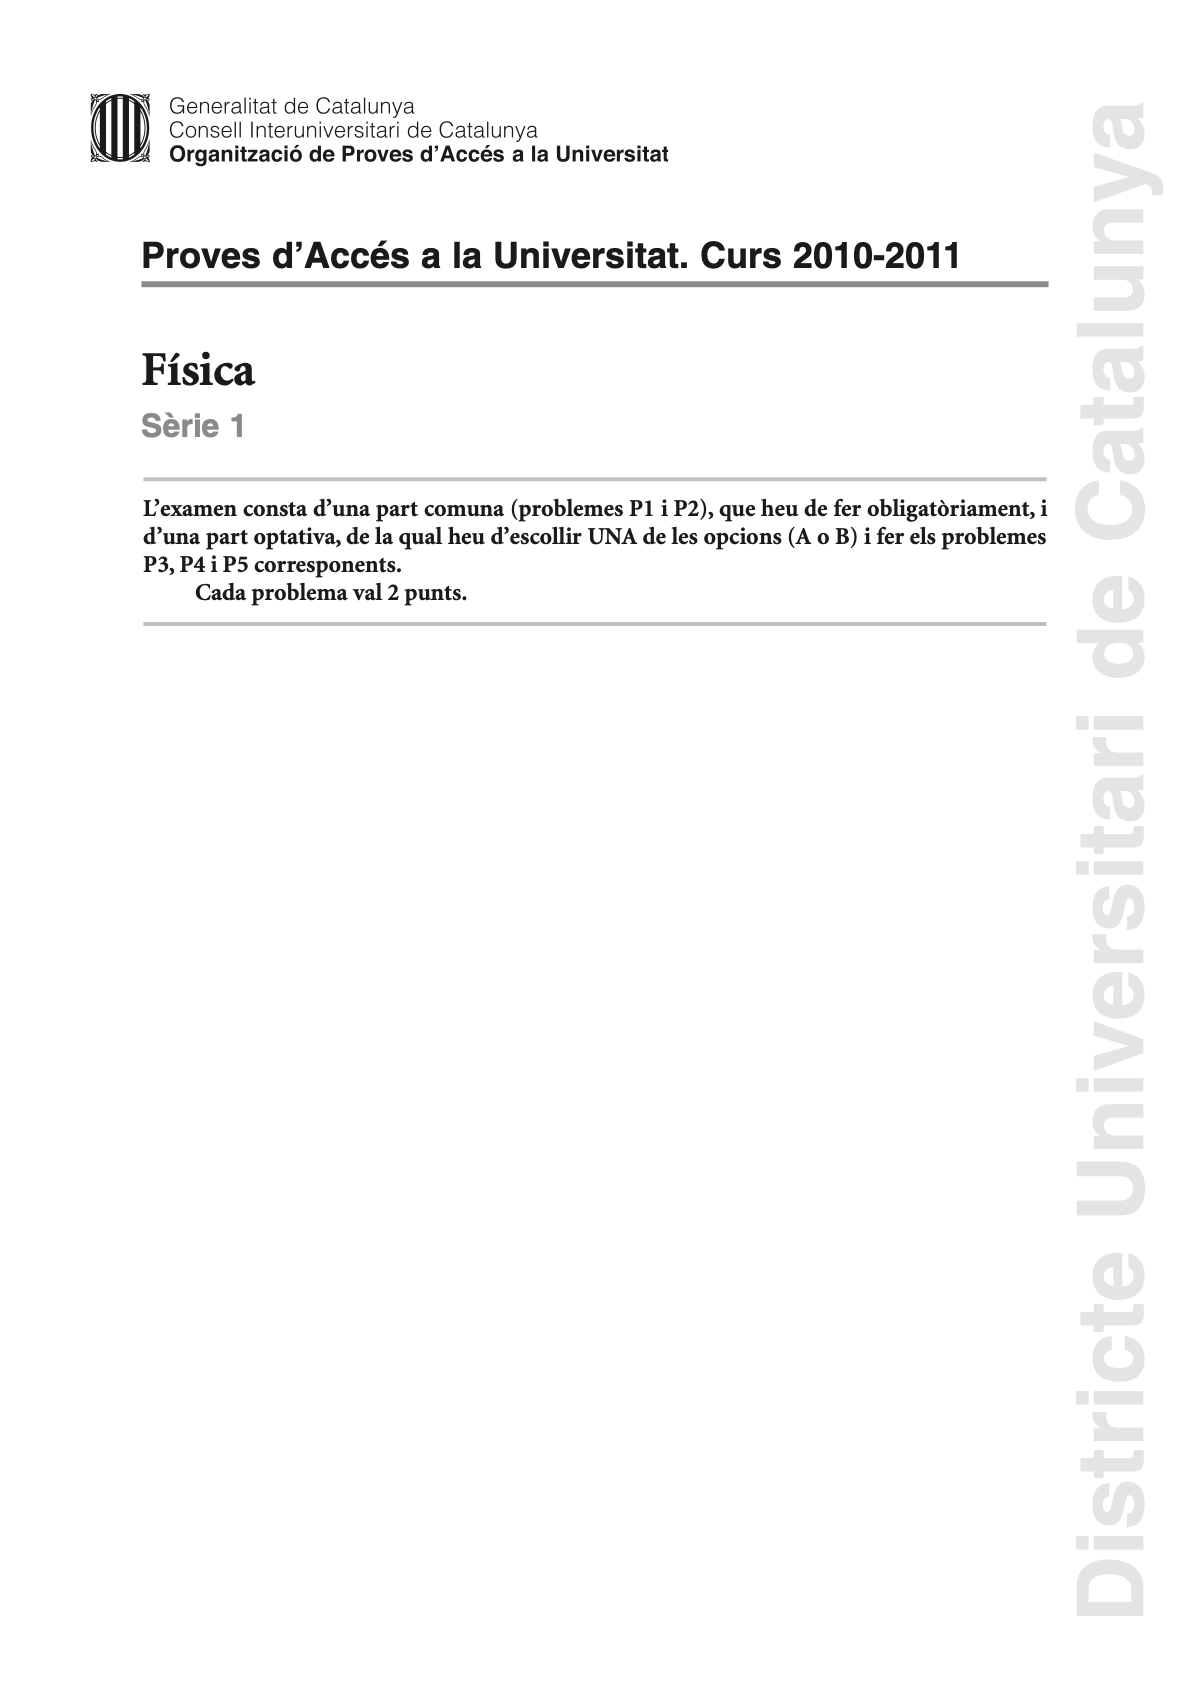 Generalitat de Catalunya
Consell Interuniversitari de Catalunya
Organització de Proves d’Accés a la Universitat
Proves d’Accés a la Universitat. Curs 2010-2011
Física
Sèrie 1
L’examen consta d’una part comuna (problemes P1 i P2), que heu de fer obligatòriament, i
d’una part optativa, de la qual heu d’escollir UNA de les opcions (A o B) i fer els problemes
P3, P4 i P5 corresponents.
Cada problema val 2 punts.
Districte Universitari de Catalunya